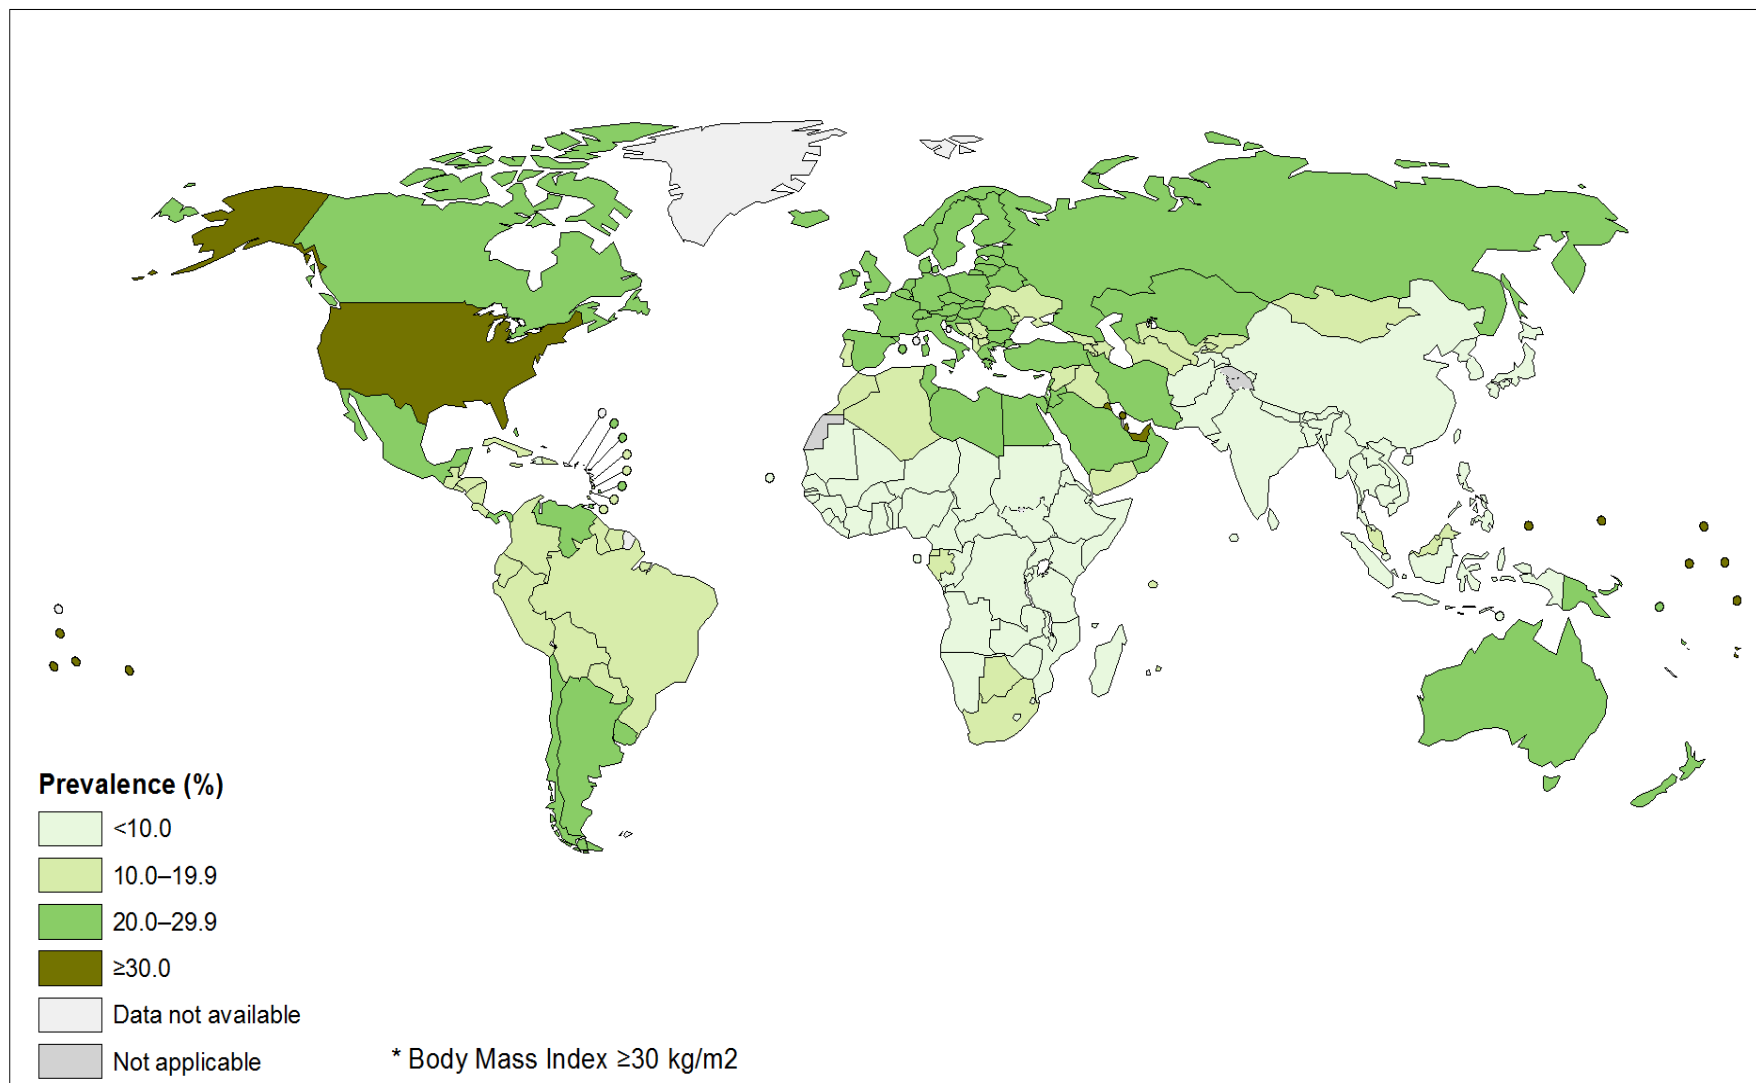 Prevalence (%)
<10.0
10.0–19.9
20.0–29.9
≥30.0
Data not available
Not applicable
* Body Mass Index ≥30 kg/m2